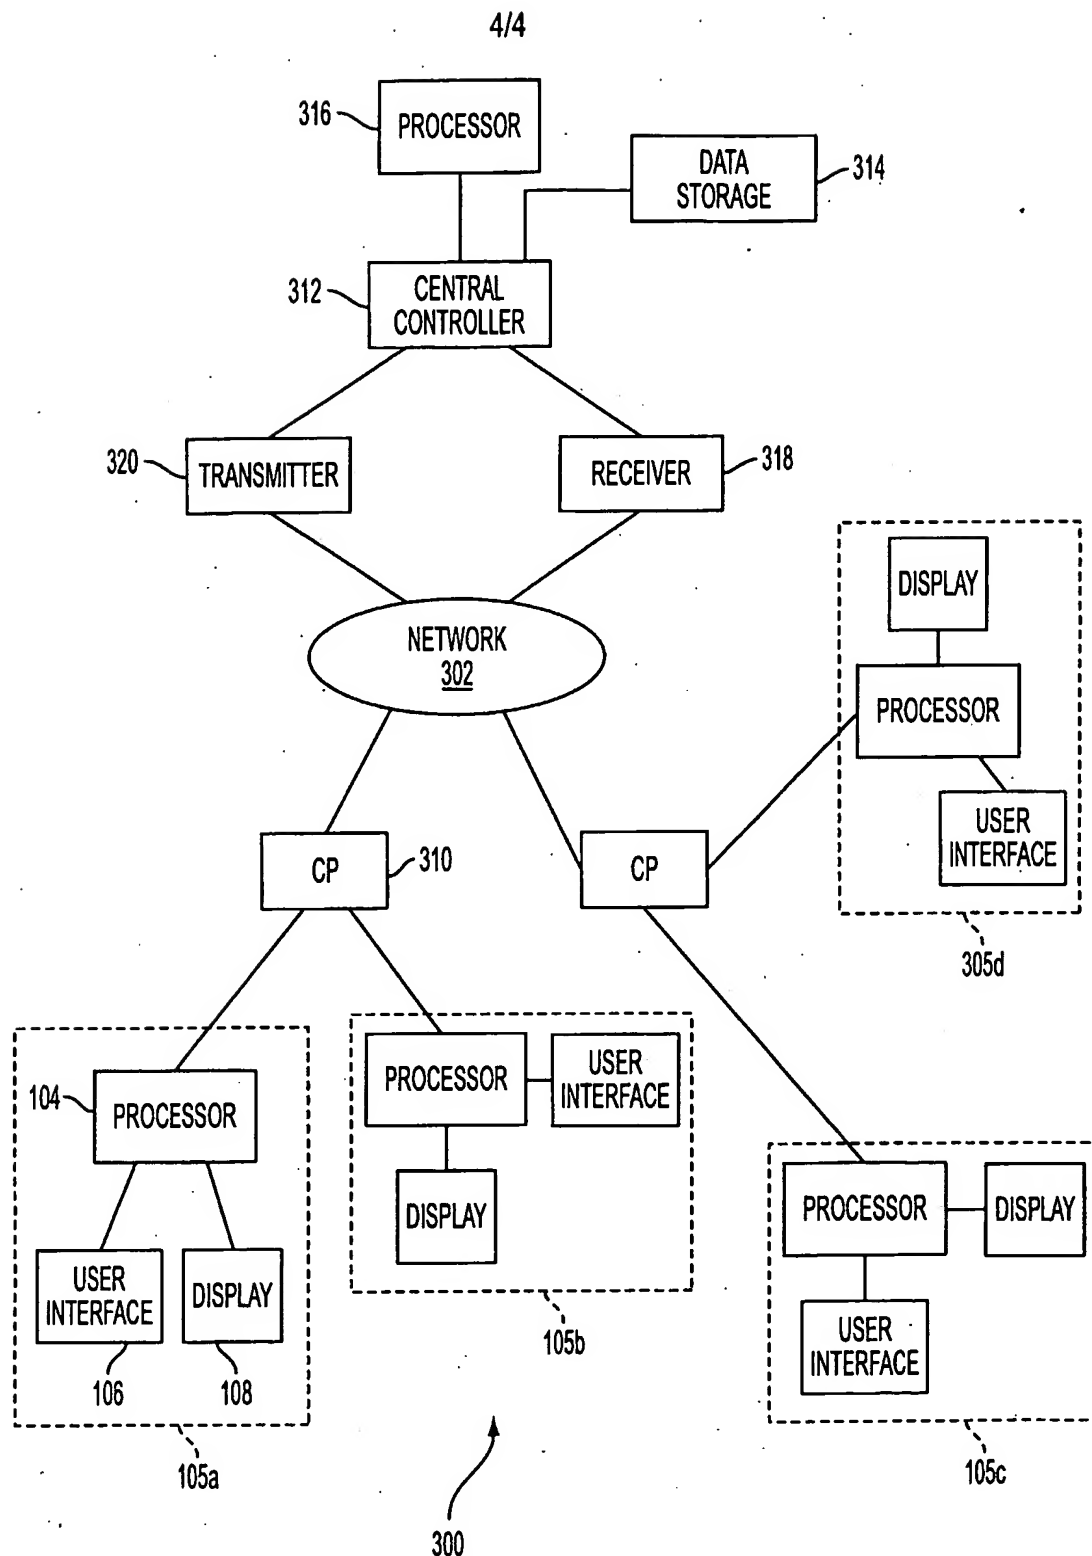 4/4
316
PROCESSOR
DATA
STORAGE
314
312
CENTRAL
CONTROLLER
320
TRANSMITTER
RECEIVER
318
NETWORK
302
DISPLAY
PROCESSOR
USER
INTERFACE
305d
CP
310
CP
104
PROCESSOR
USER
INTERFACE
DISPLAY
106
108
105a
PROCESSOR
USER
INTERFACE
DISPLAY
105b
PROCESSOR
DISPLAY
USER
INTERFACE
105c
300